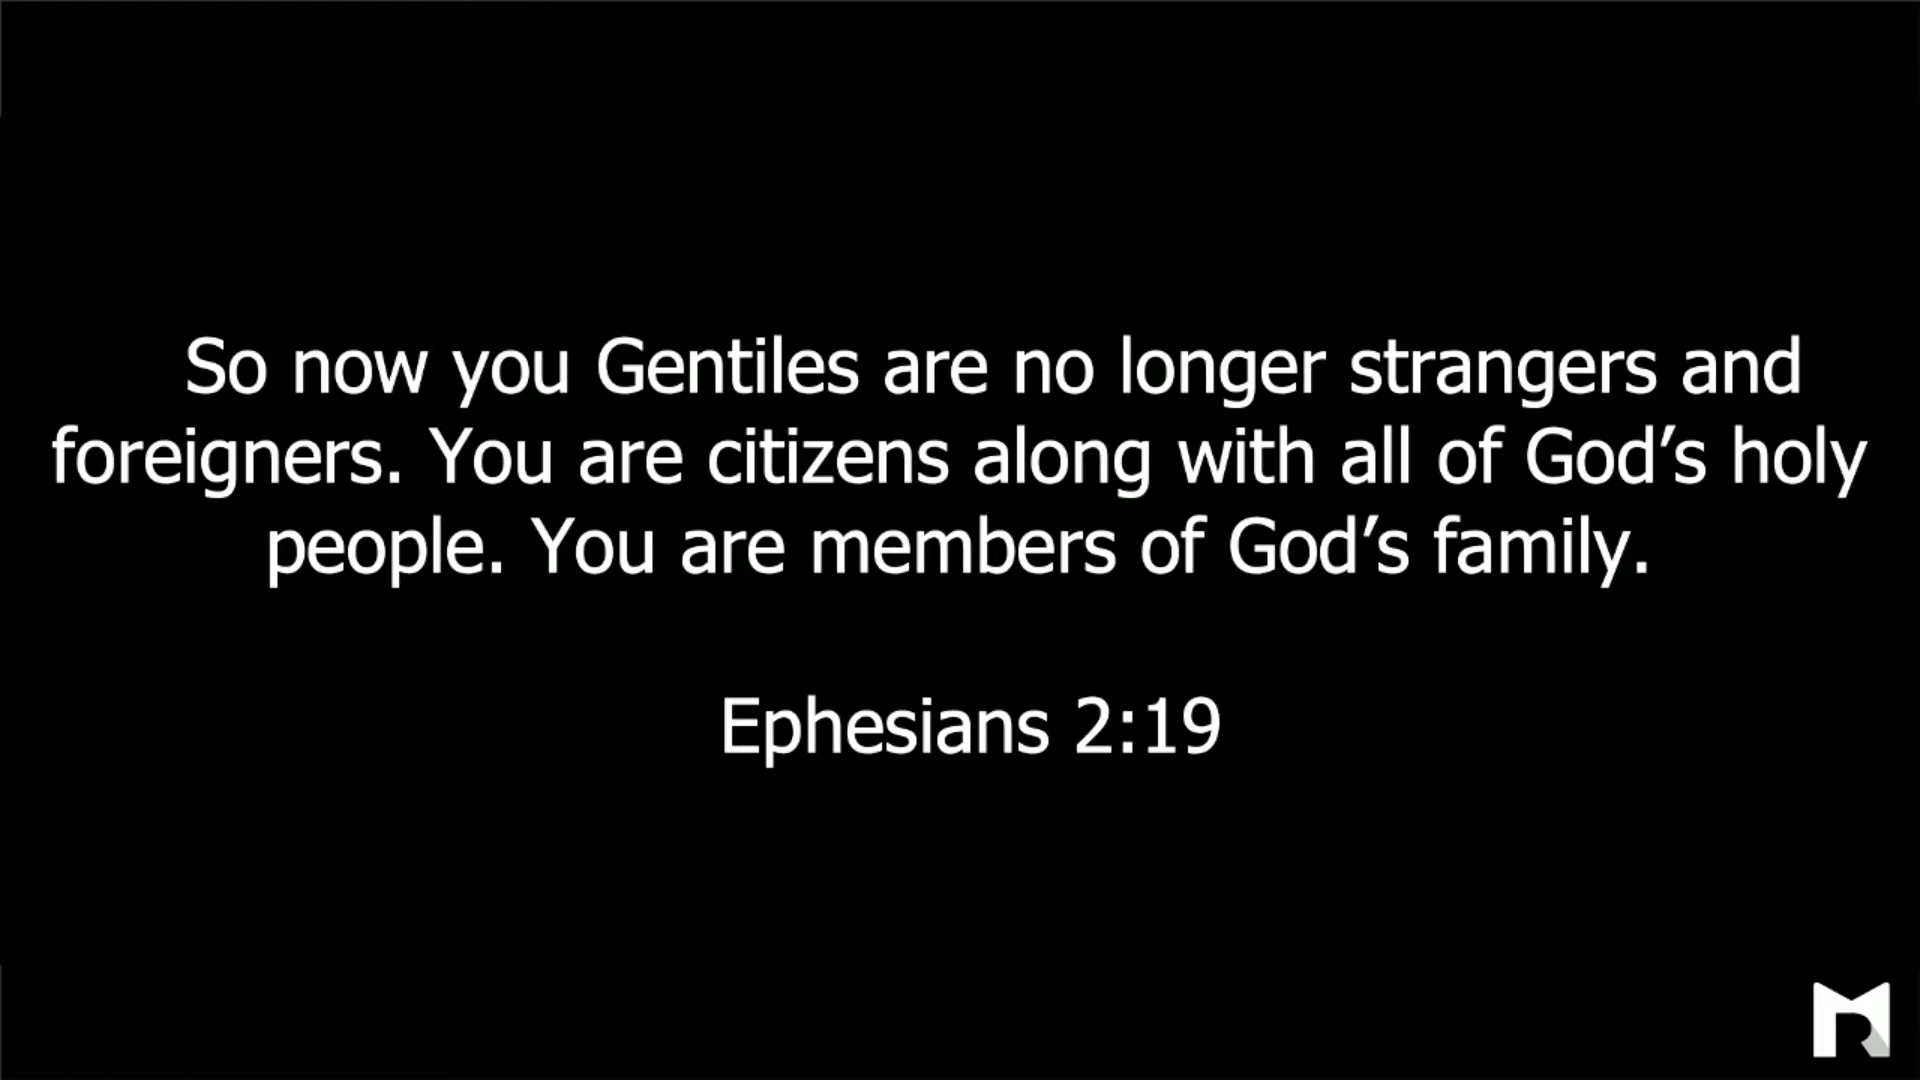 So now you Gentiles are no longer strangers and
foreigners. You are citizens along with all of God’s holy
people. You are members of God’s family.
Ephesians 2:19